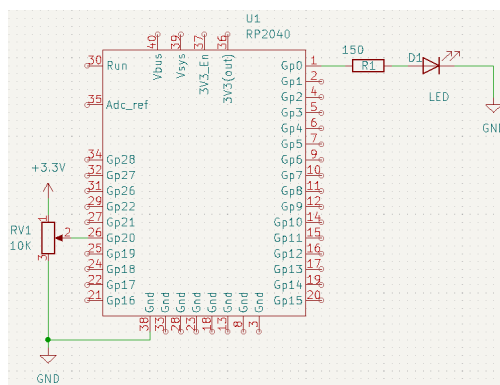 U1
RP2040
40 39 37 36
Vbus Vsys 3V3_En 3V3(out)
30 Run
35 Adc_ref
34 Gp28
32 Gp27
31 Gp26
29 Gp22
27 Gp21
26 Gp20
25 Gp19
24 Gp18
22 Gp17
21 Gp16
Gp0 1
Gp1 2
Gp2 4
Gp3 5
Gp4 6
Gp5 7
Gp6 9
Gp7 10
Gp8 11
Gp9 12
Gp10 14
Gp11 15
Gp12 16
Gp13 17
Gp14 19
Gp15 20
Gnd Gnd Gnd Gnd Gnd Gnd Gnd Gnd
38 33 28 23 18 13 8 3
150
R1
D1
LED
GND
+3.3V
RV1
10K
1
2
3
GND